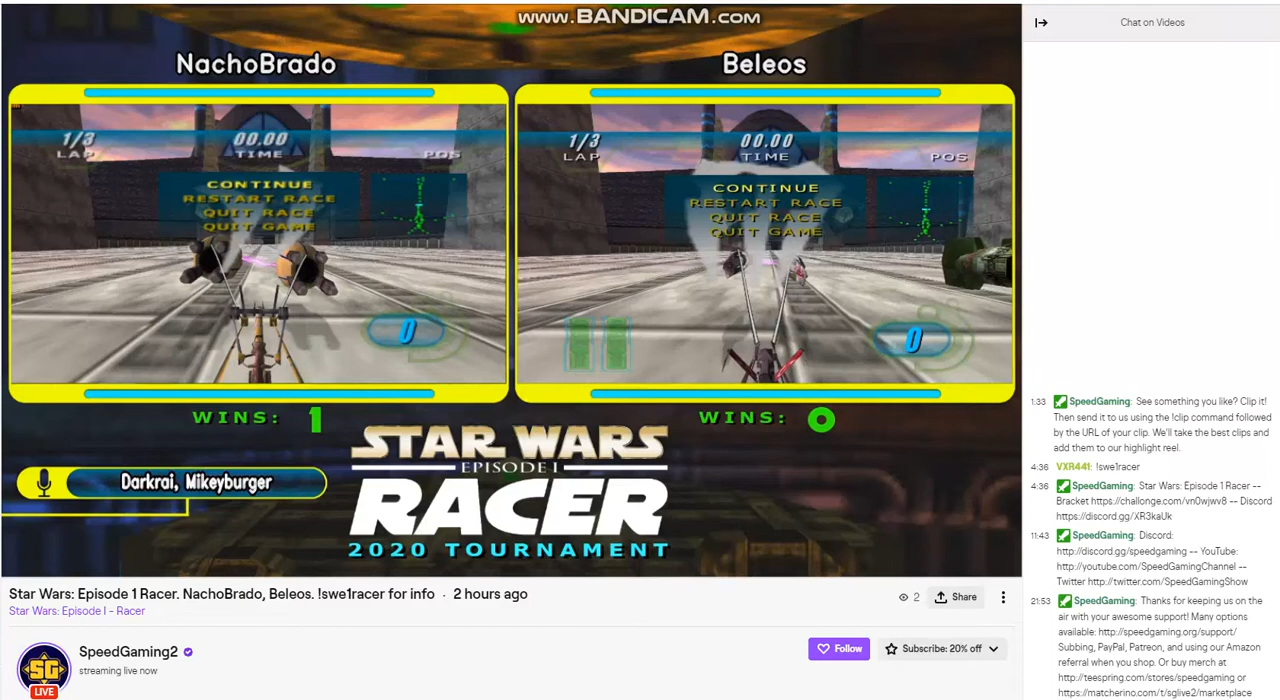 www.BANDICAM.com
Chat on Videos
NachoBrado
Beleos
1/3
LAP
00.00
TIME
POS
CONTINUE
RESTART RACE
QUIT RACE
QUIT GAME
0
1/3
LAP
00.00
TIME
POS
CONTINUE
RESTART RACE
QUIT RACE
QUIT GAME
0
WINS: 1
WINS: 0
Darkrai, Mikeyburger
STAR WARS
EPISODE I
RACER
2020 TOURNAMENT
Star Wars: Episode 1 Racer. NachoBrado, Beleos. !swe1racer for info · 2 hours ago
Star Wars: Episode I - Racer
2
Share
SG
LIVE
SpeedGaming2
streaming live now
Follow
Subscribe: 20% off
1:33 SpeedGaming: See something you like? Clip it!
Then send it to us using the !clip command followed
by the URL of your clip. We'll take the best clips and
add them to our highlight reel.
4:36 VXR441: !swe1racer
4:36 SpeedGaming: Star Wars: Episode 1 Racer --
Bracket https://challonge.com/vn0wjwv8 -- Discord
https://discord.gg/XR3kaUk
11:43 SpeedGaming: Discord:
http://discord.gg/speedgaming -- YouTube:
http://youtube.com/SpeedGamingChannel --
Twitter http://twitter.com/SpeedGamingShow
21:53 SpeedGaming: Thanks for keeping us on the
air with your awesome support! Many options
available: http://speedgaming.org/support/
Subbing, PayPal, Patreon, and using our Amazon
referral when you shop. Or buy merch at
http://teespring.com/stores/speedgaming or
https://matcherino.com/t/sglive2/marketplace